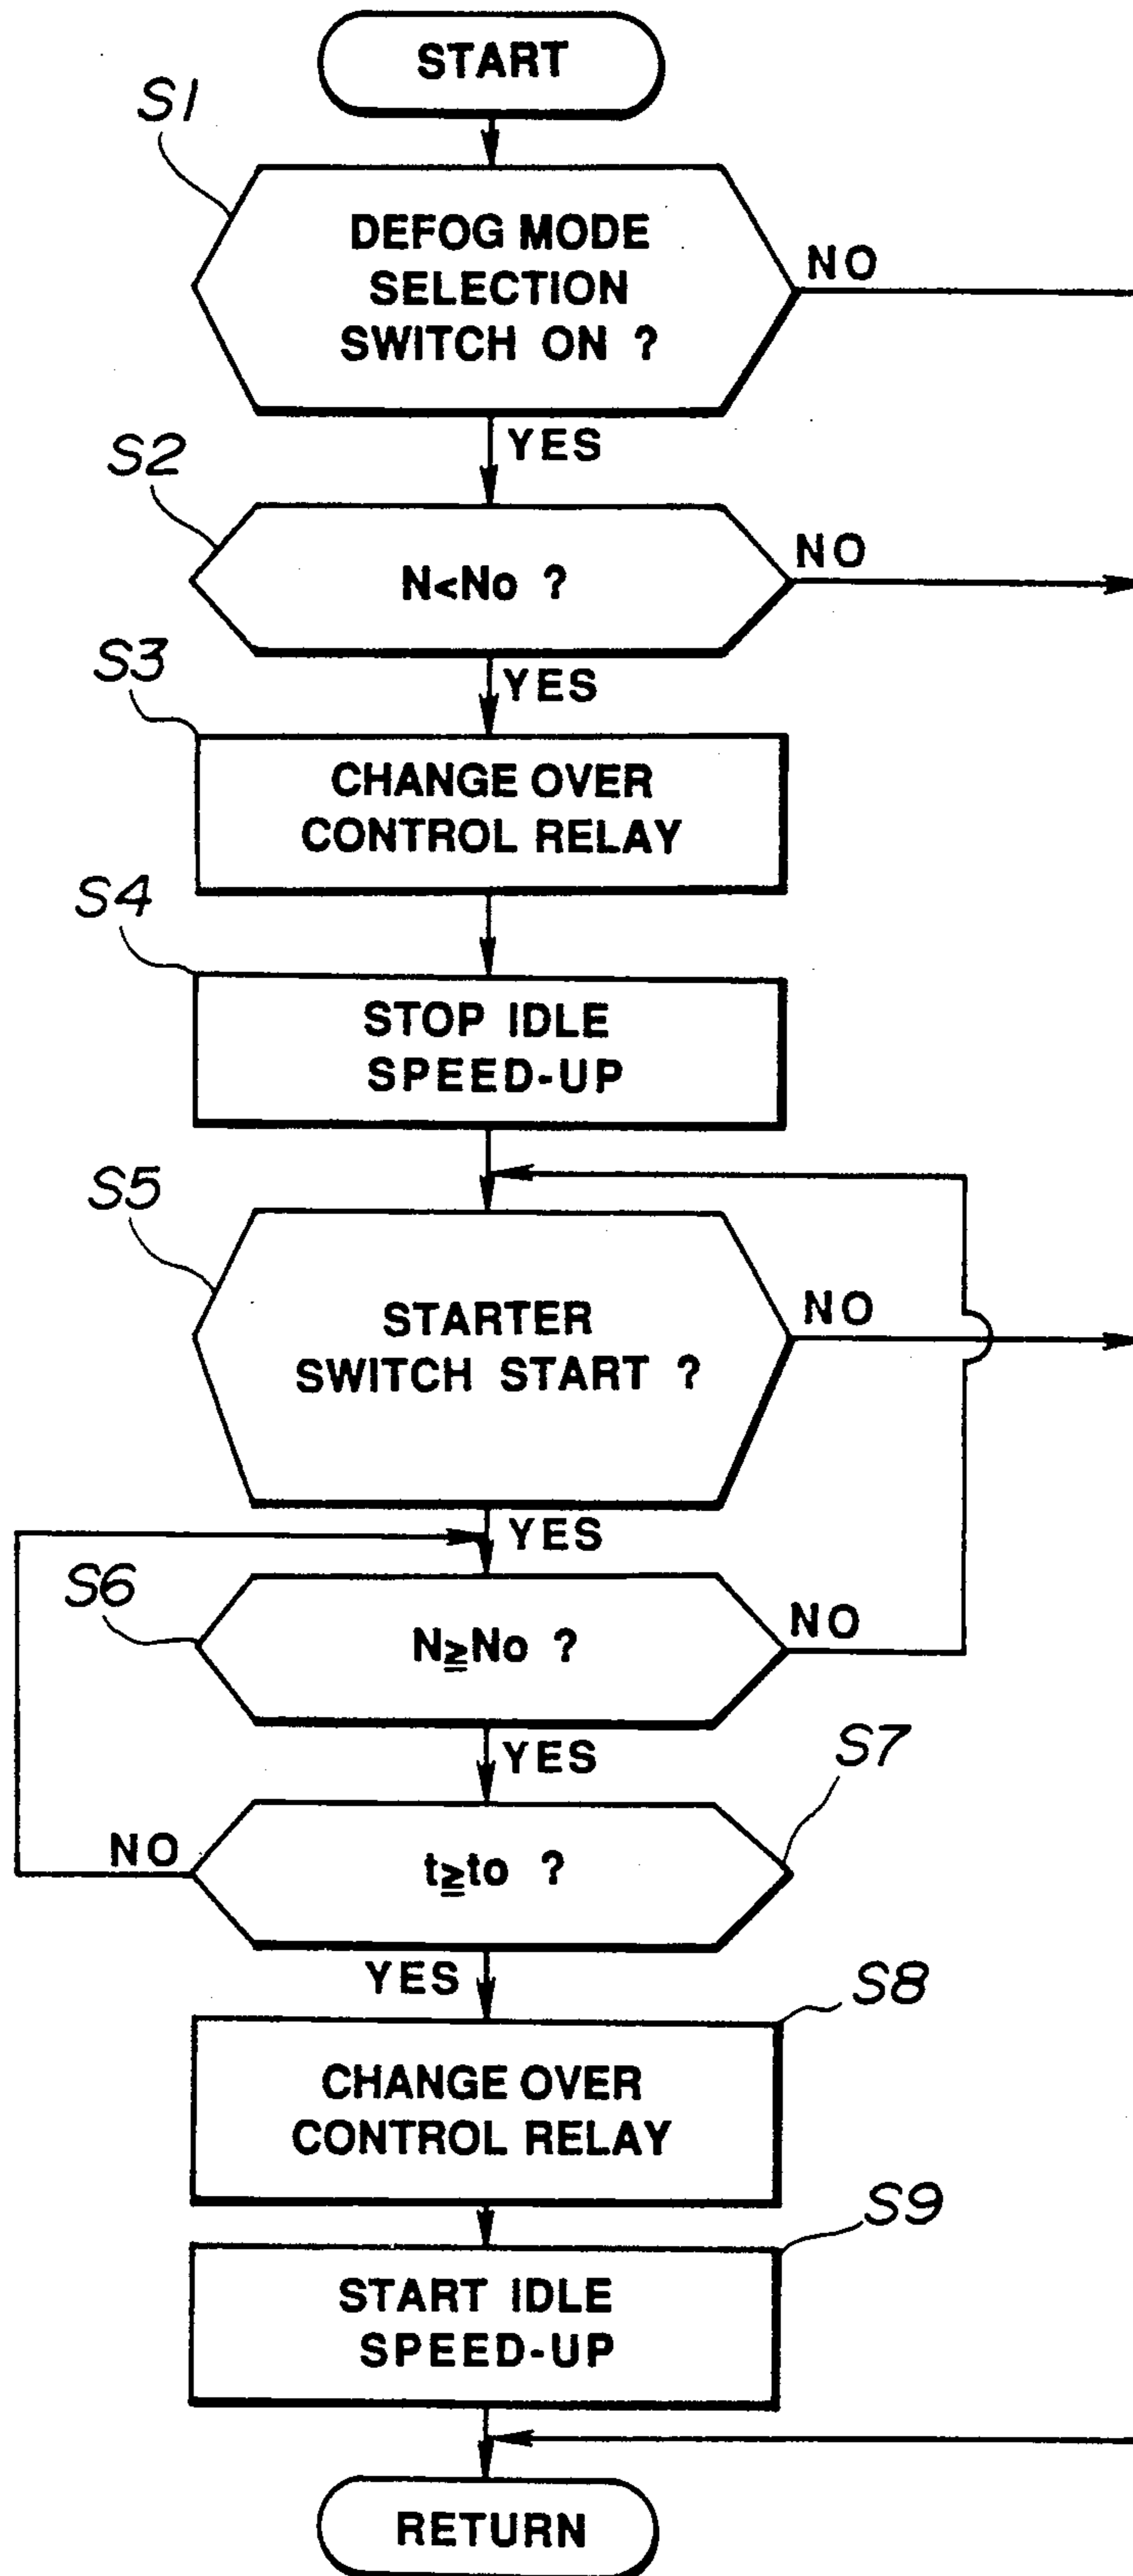 START
S1
DEFOG MODE
SELECTION
SWITCH ON ?
NO
YES
S2
N<No ?
NO
YES
S3
CHANGE OVER
CONTROL RELAY
S4
STOP IDLE
SPEED-UP
S5
STARTER
SWITCH START ?
NO
YES
S6
N≧No ?
NO
YES
S7
t≧to ?
NO
YES
S8
CHANGE OVER
CONTROL RELAY
S9
START IDLE
SPEED-UP
RETURN